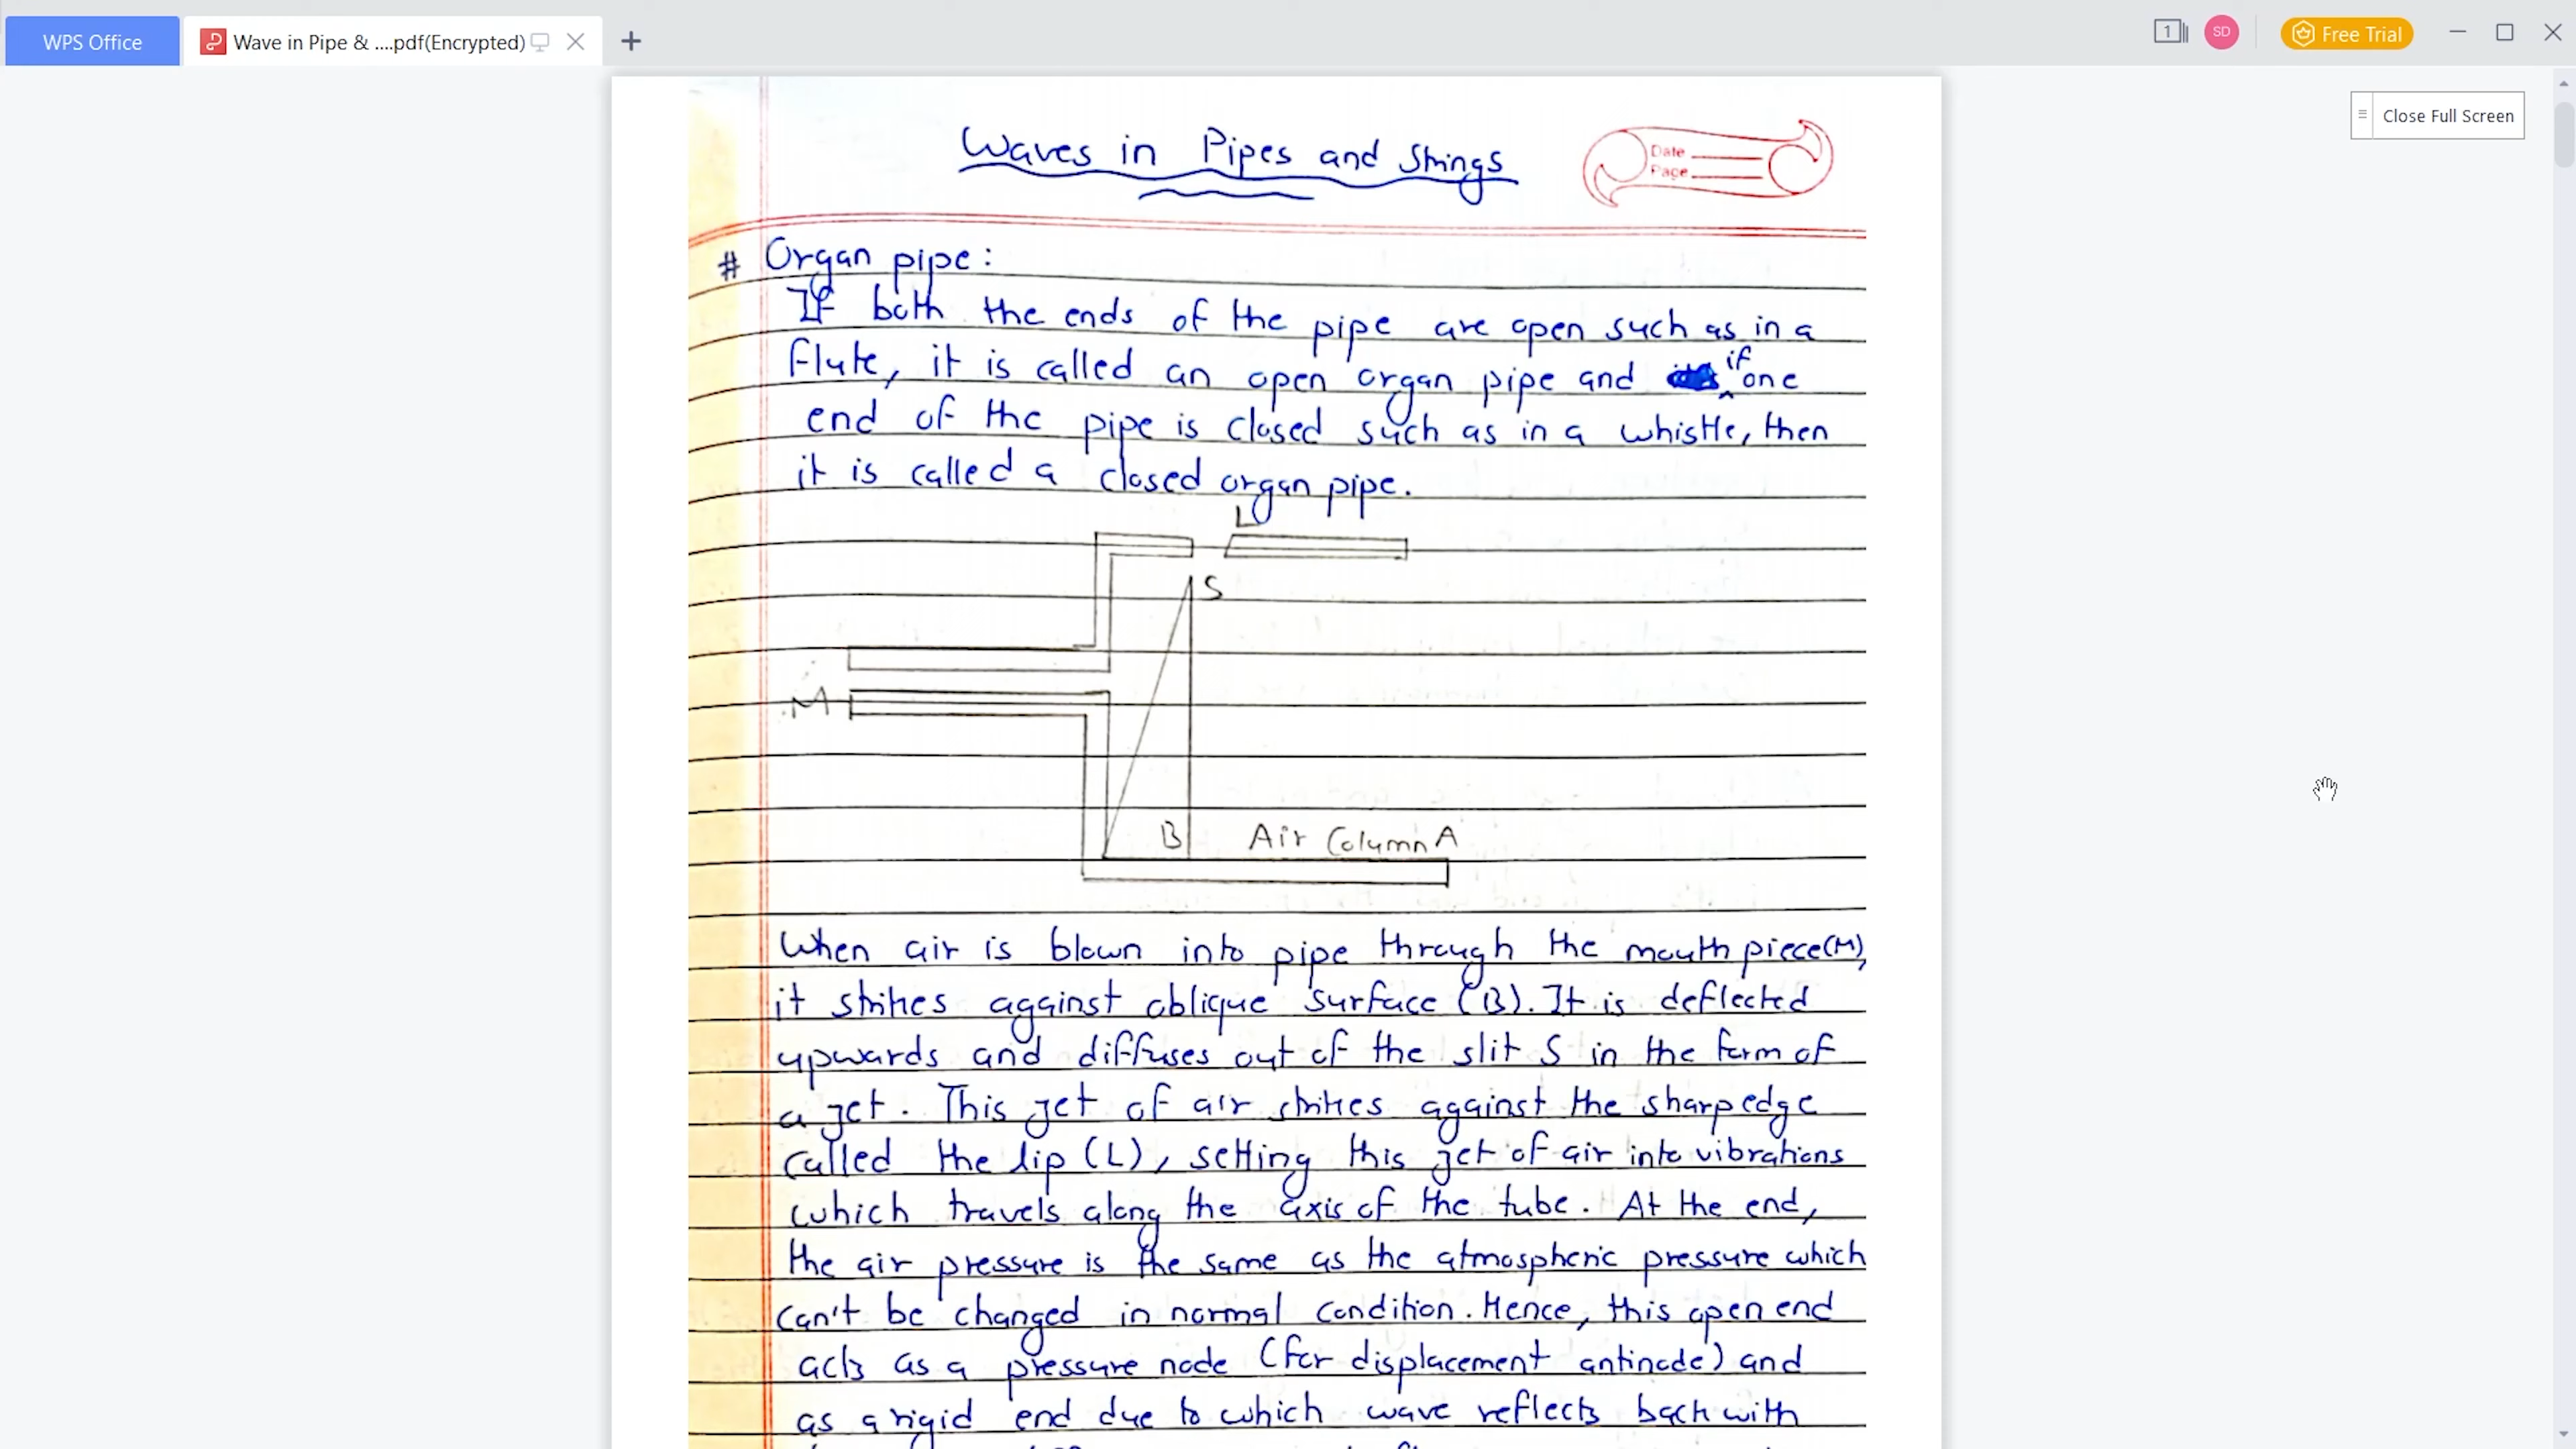 WPS Office
Wave in Pipe & ....pdf(Encrypted)
1
SD
Free Trial
Close Full Screen
Waves in Pipes and Strings
Date
Page
# Organ pipe:
If both the ends of the pipe are open such as in a
flute, it is called an open organ pipe and if one
end of the pipe is closed such as in a whistle, then
it is called a closed organ pipe.
L
S
M
B Air Column A
When air is blown into pipe through the mouth piece(M),
it strikes against oblique surface (B). It is deflected
upwards and diffuses out of the slit S in the form of
a jet. This jet of air strikes against the sharp edge
called the lip (L), setting this jet of air into vibrations
which travels along the axis of the tube. At the end,
the air pressure is the same as the atmospheric pressure which
can't be changed in normal condition. Hence, this open end
acts as a pressure node (for displacement antinode) and
as a rigid end due to which wave reflects back with